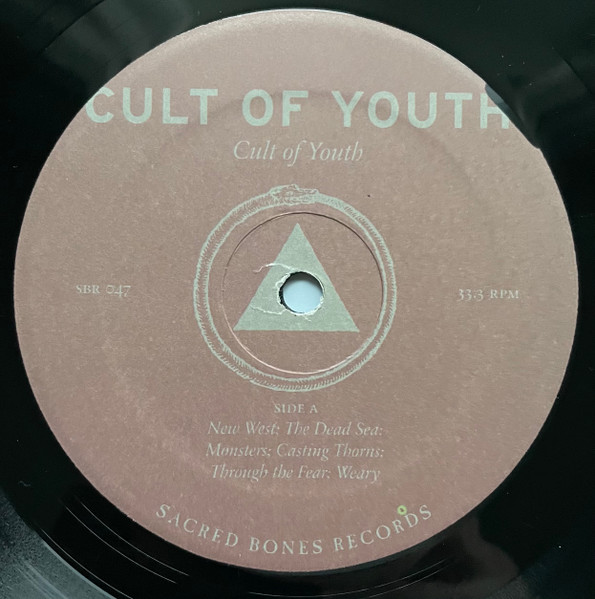 CULT OF YOUTH
Cult of Youth
SBR 047
33.3 RPM
SIDE A
New West; The Dead Sea;
Monsters; Casting Thorns;
Through the Fear; Weary
SACRED BONES RECORDS